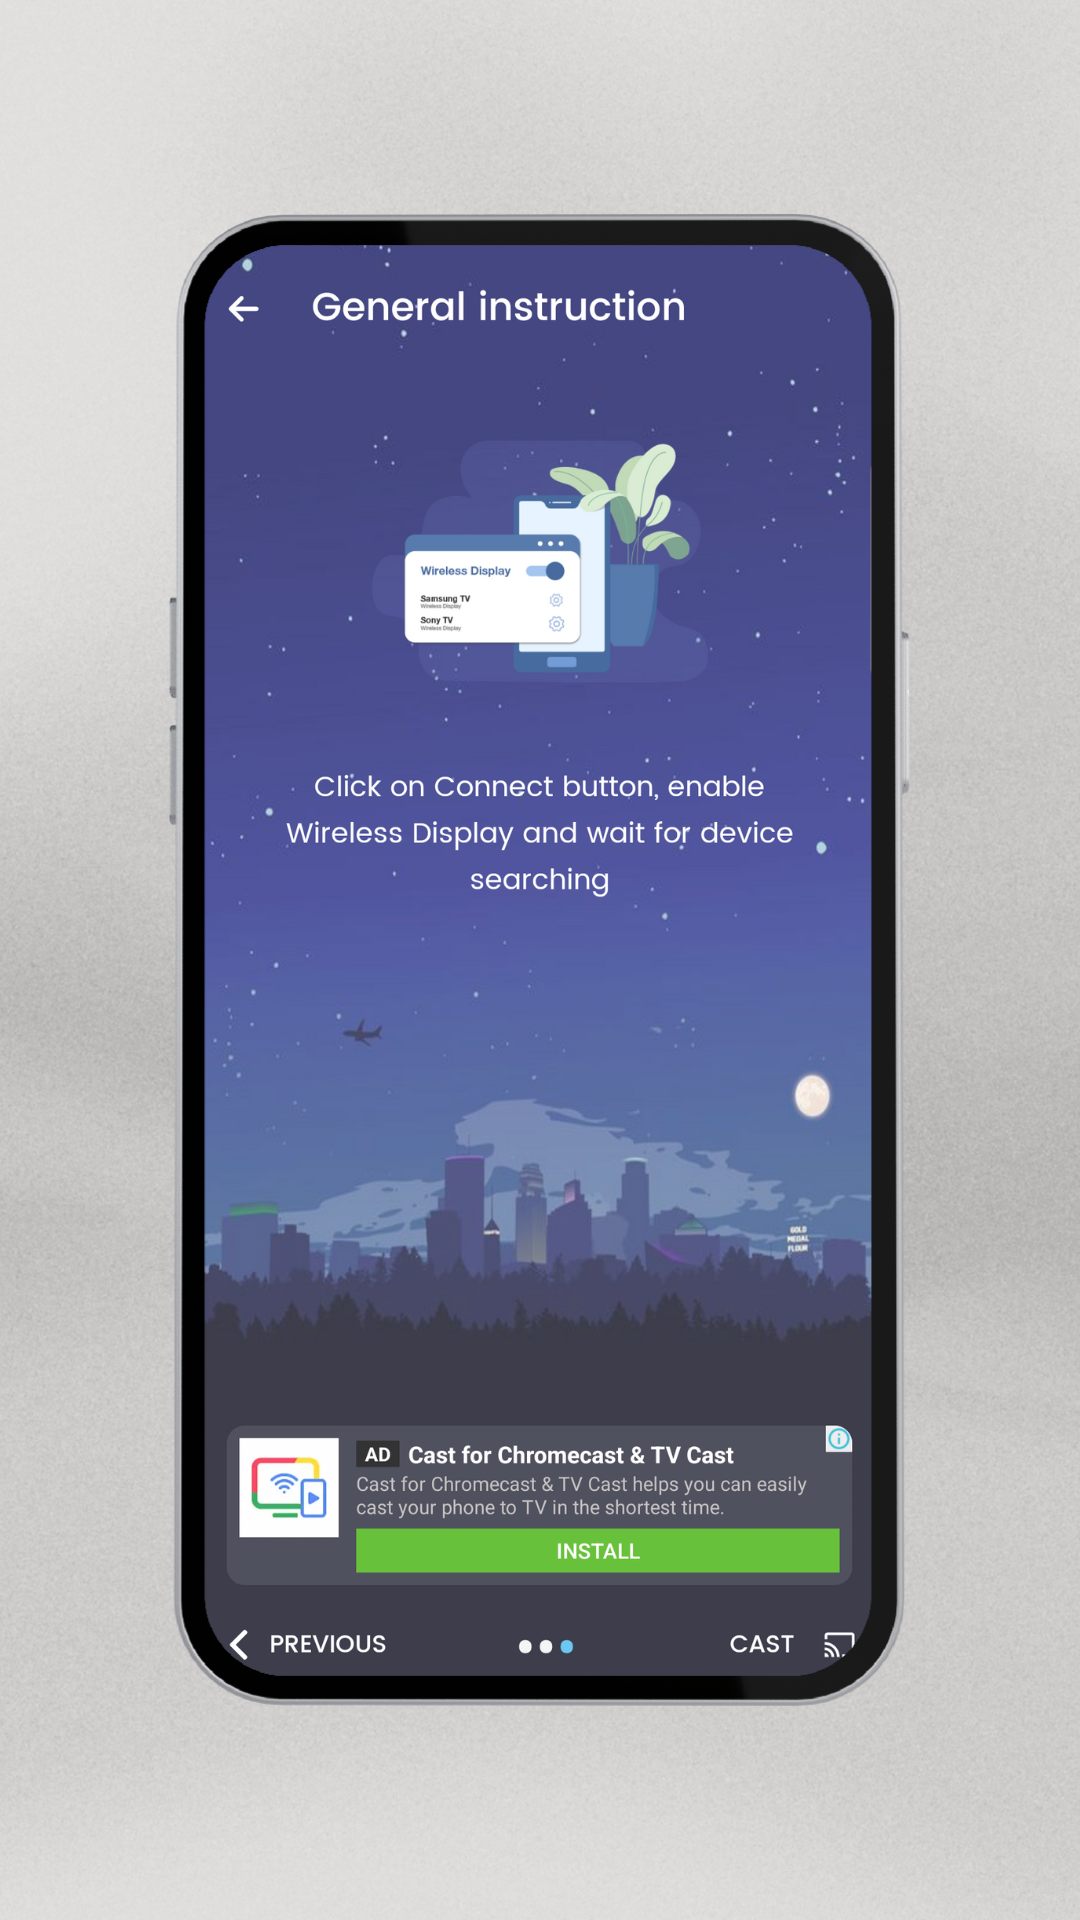 General instruction
Wireless Display
Samsung TV
Wireless Display
Sony TV
Wireless Display
Click on Connect button, enable
Wireless Display and wait for device
searching
GOLD
MEDAL
FLOUR
AD Cast for Chromecast & TV Cast
Cast for Chromecast & TV Cast helps you can easily
cast your phone to TV in the shortest time.
INSTALL
PREVIOUS
CAST